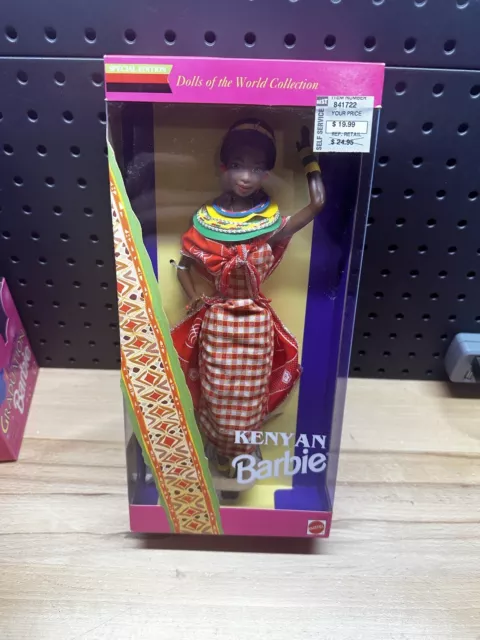 SPECIAL EDITION
Dolls of the World Collection
SELF SERVICE
ITEM NUMBER
841722
YOUR PRICE
$ 19.99
REF. RETAIL
$ 24.95
KENYAN
Barbie
MATTEL
Barbie